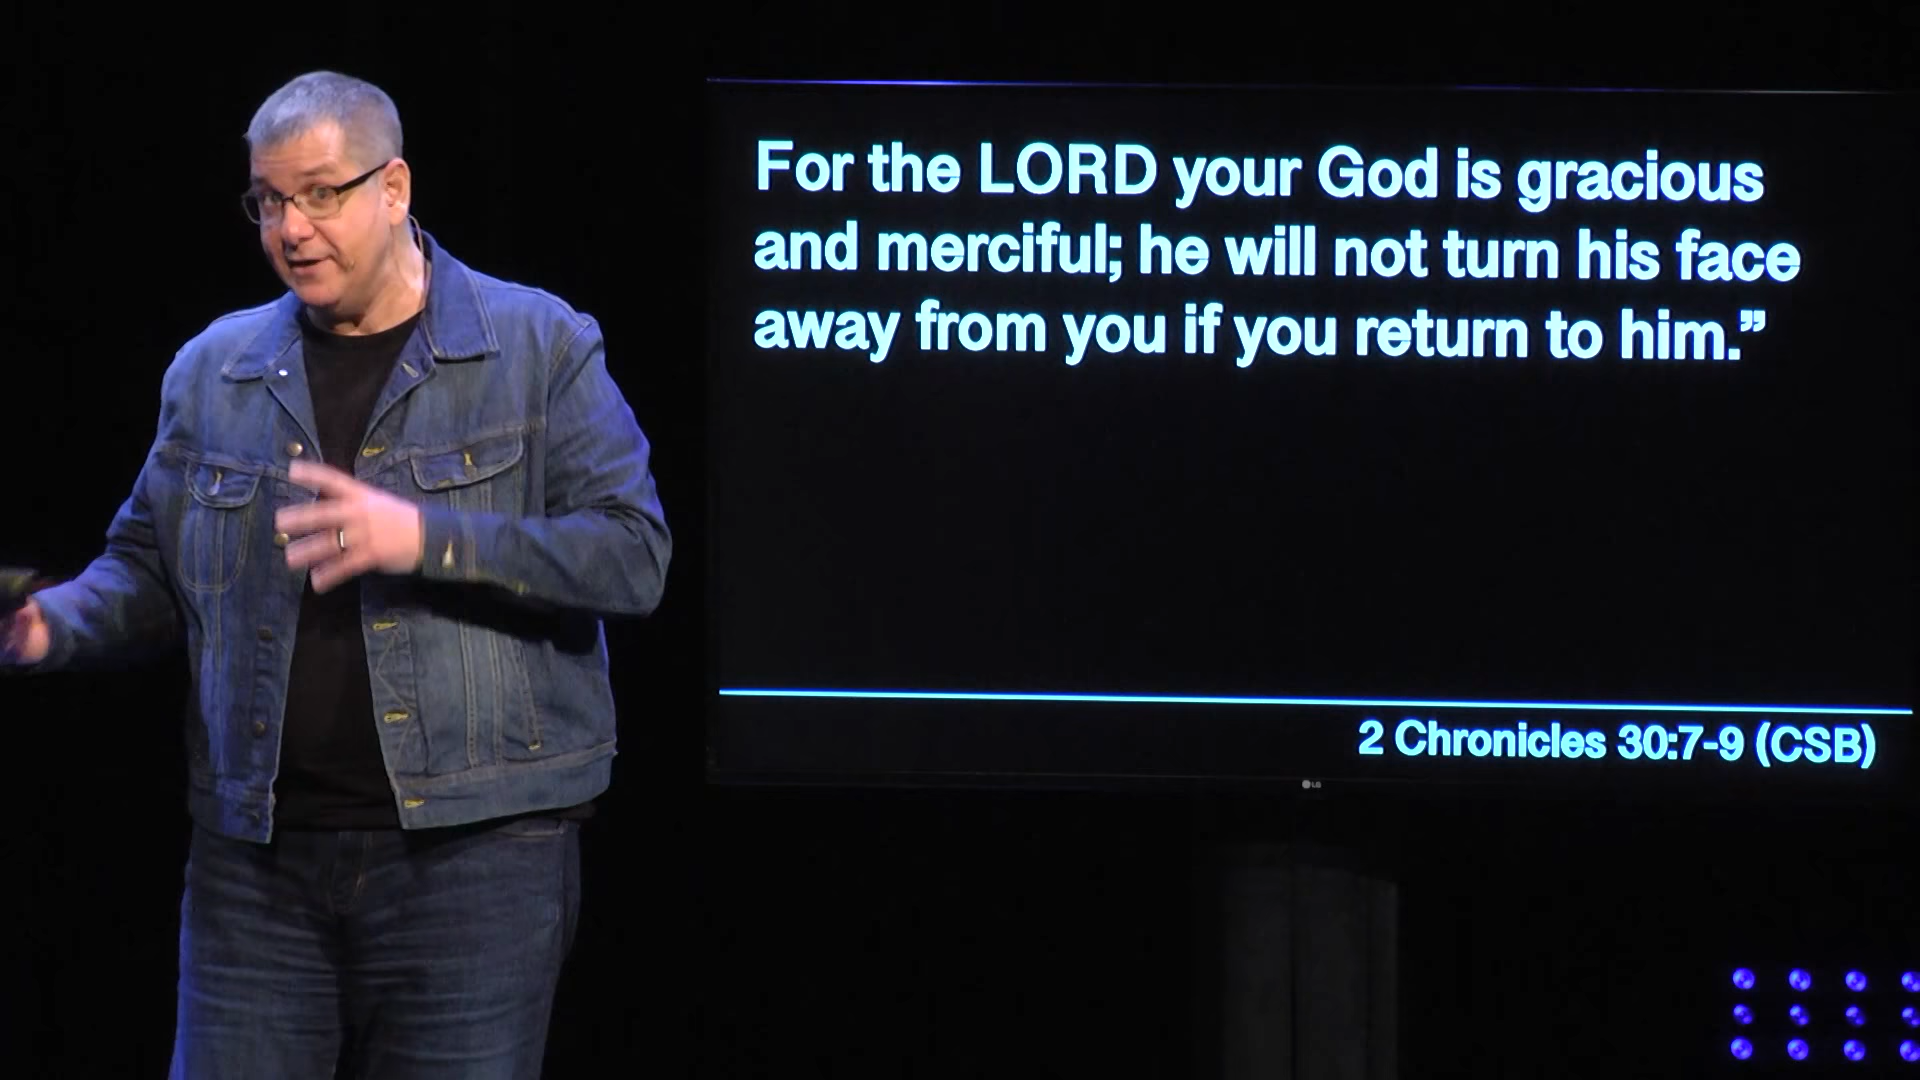 For the LORD your God is gracious
and merciful; he will not turn his face
away from you if you return to him.”
2 Chronicles 30:7-9 (CSB)
LG